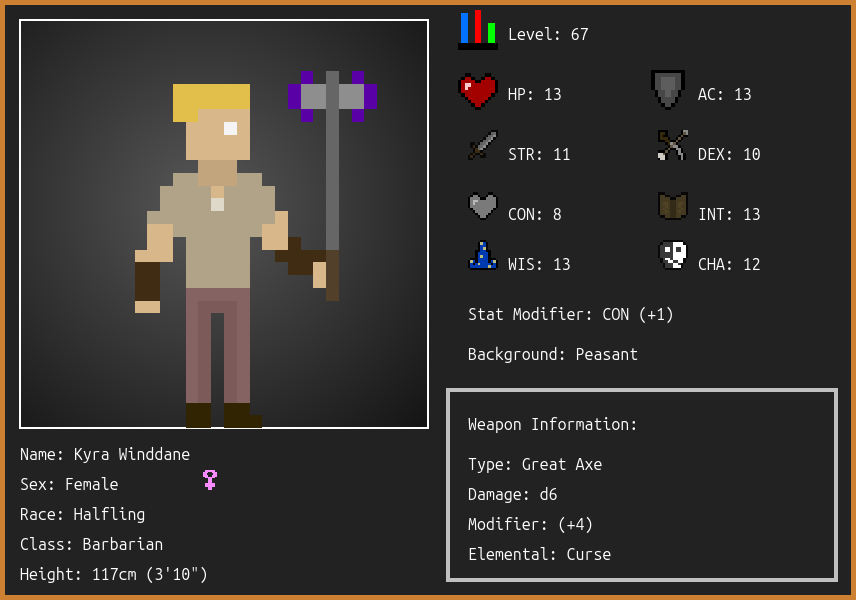 Level: 67
HP: 13
AC: 13
STR: 11
DEX: 10
CON: 8
INT: 13
WIS: 13
CHA: 12
Stat Modifier: CON (+1)
Background: Peasant
Weapon Information:
Type: Great Axe
Damage: d6
Modifier: (+4)
Elemental: Curse
Name: Kyra Winddane
Sex: Female
Race: Halfling
Class: Barbarian
Height: 117cm (3'10")